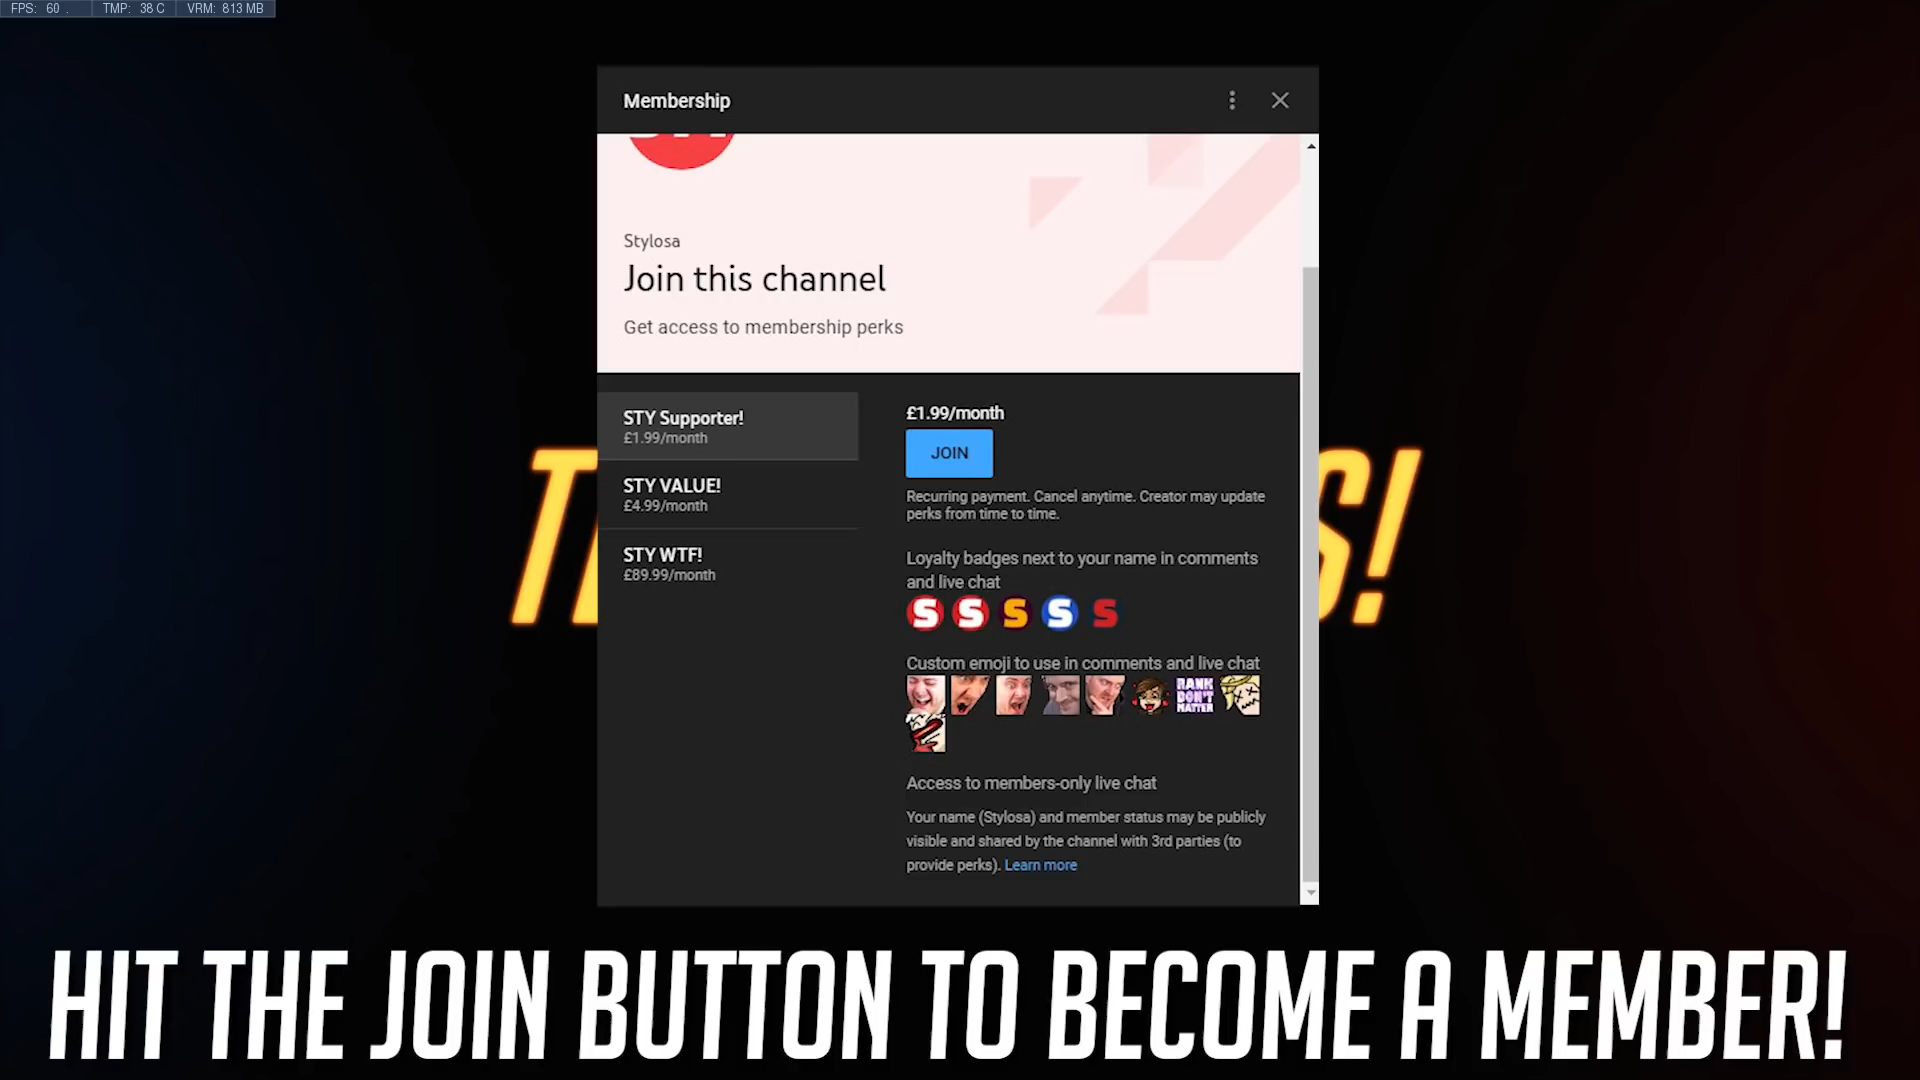 FPS: 60 .
TMP: 38 C
VRM: 813 MB
Membership
Stylosa
Join this channel
Get access to membership perks
STY Supporter!
£1.99/month
STY VALUE!
£4.99/month
STY WTF!
£89.99/month
£1.99/month
JOIN
Recurring payment. Cancel anytime. Creator may update
perks from time to time.
Loyalty badges next to your name in comments
and live chat
S S S S S
Custom emoji to use in comments and live chat
RANK
DON'T
MATTER
Access to members-only live chat
Your name (Stylosa) and member status may be publicly
visible and shared by the channel with 3rd parties (to
provide perks). Learn more
HIT THE JOIN BUTTON TO BECOME A MEMBER!